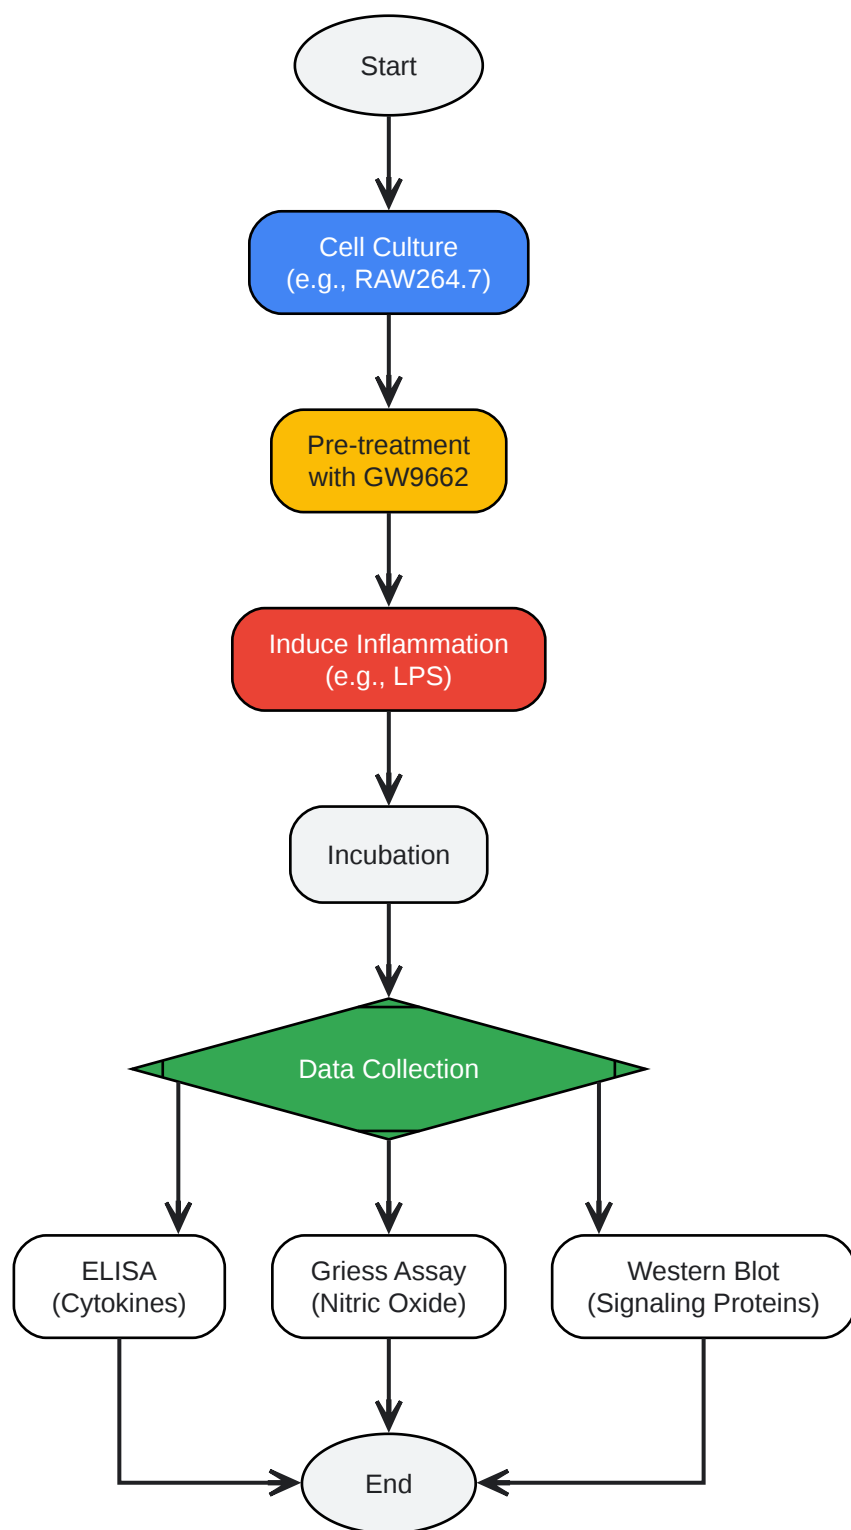 Start
Cell Culture
(e.g., RAW264.7)
Pre-treatment
with GW9662
Induce Inflammation
(e.g., LPS)
Incubation
Data Collection
ELISA
(Cytokines)
Griess Assay
(Nitric Oxide)
Western Blot
(Signaling Proteins)
End